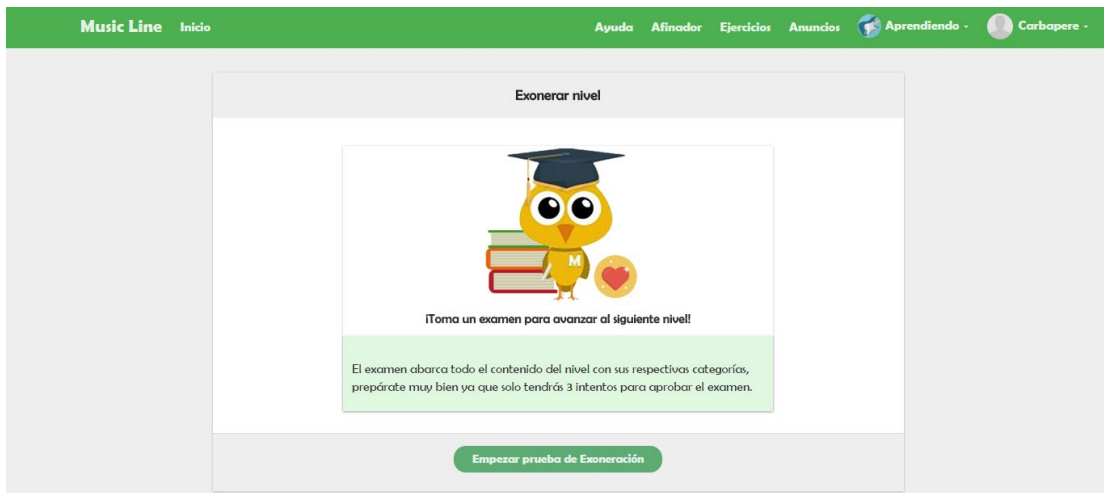 Music Line Inicio Ayuda Afinador Ejercicios Anuncios Aprendiendo Carbapere
Exonerar nivel
M
¡Toma un examen para avanzar al siguiente nivel!
El examen abarca todo el contenido del nivel con sus respectivas categorías,
prepárate muy bien ya que solo tendrás 3 intentos para aprobar el examen.
Empezar prueba de Exoneración